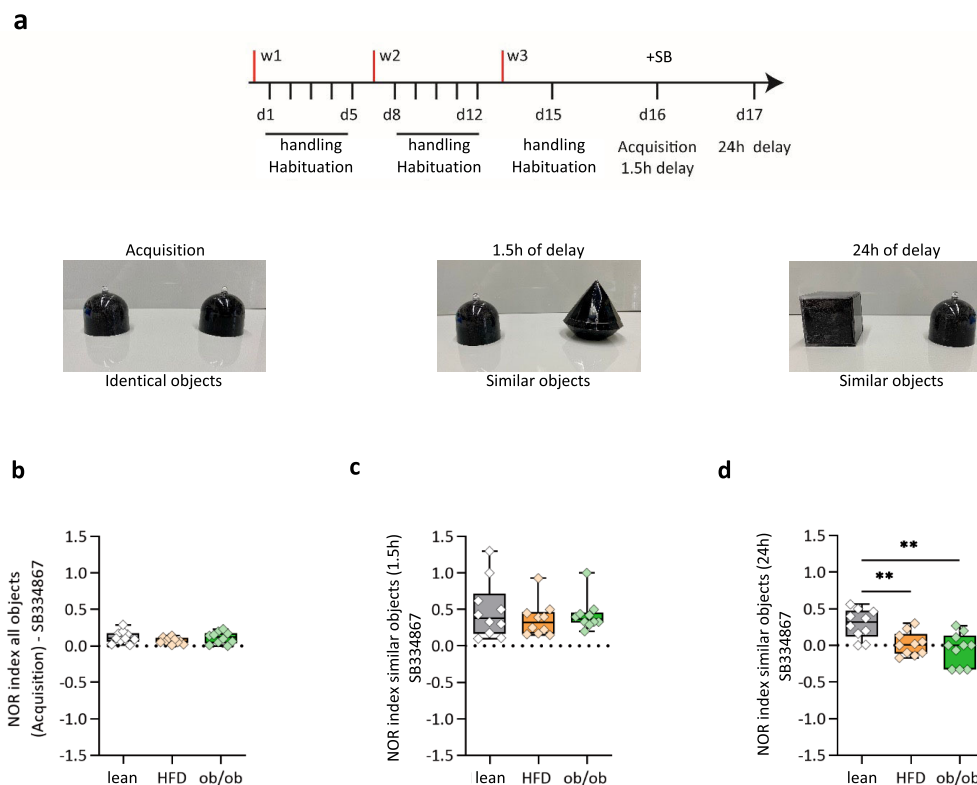 a
w1 w2 w3 +SB
d1 d5 d8 d12 d15 d16 d17
handling handling handling Acquisition 24h delay
Habituation Habituation Habituation 1.5h delay
Acquisition 1.5h of delay 24h of delay
Identical objects Similar objects Similar objects
b
NOR index all objects
(Acquisition) - SB334867
1.5
1.0
0.5
0.0
-0.5
-1.0
-1.5
lean HFD ob/ob
c
NOR index similar objects (1.5h)
SB334867
1.5
1.0
0.5
0.0
-0.5
-1.0
-1.5
lean HFD ob/ob
d
NOR index similar objects (24h)
SB334867
1.5
1.0
0.5
0.0
-0.5
-1.0
-1.5
**
**
lean HFD ob/ob